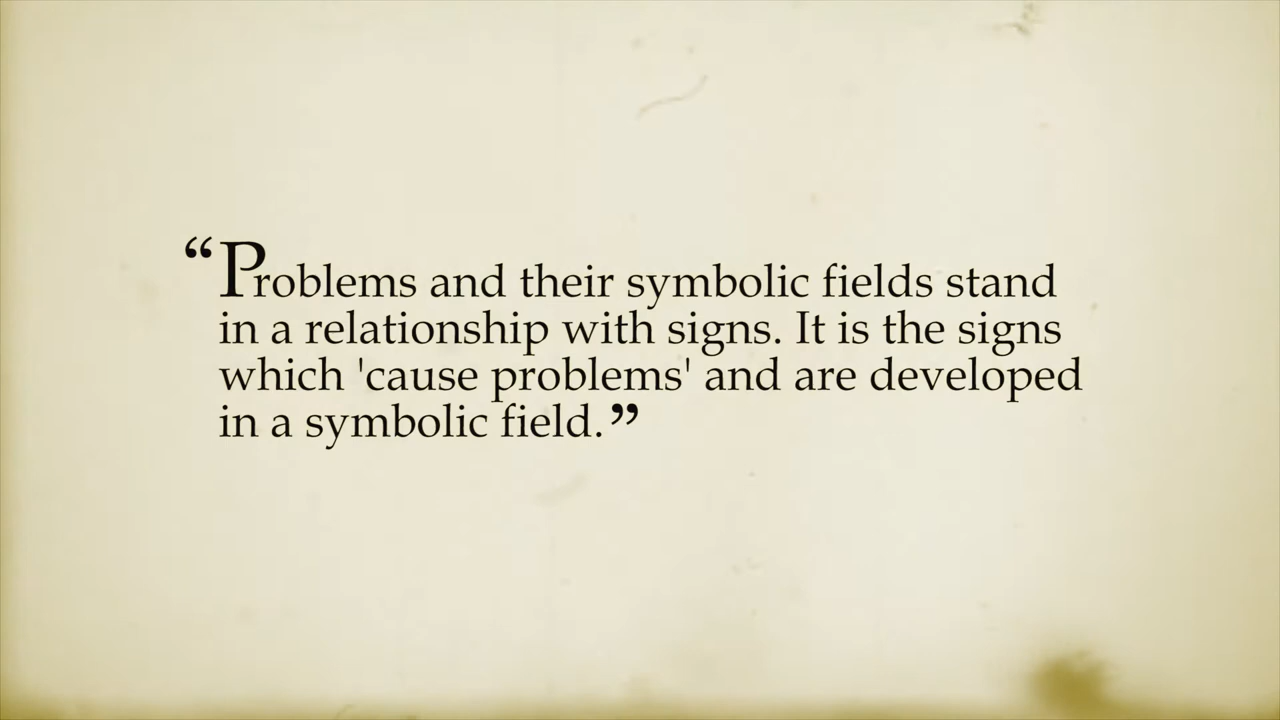 “Problems and their symbolic fields stand
in a relationship with signs. It is the signs
which 'cause problems' and are developed
in a symbolic field.”